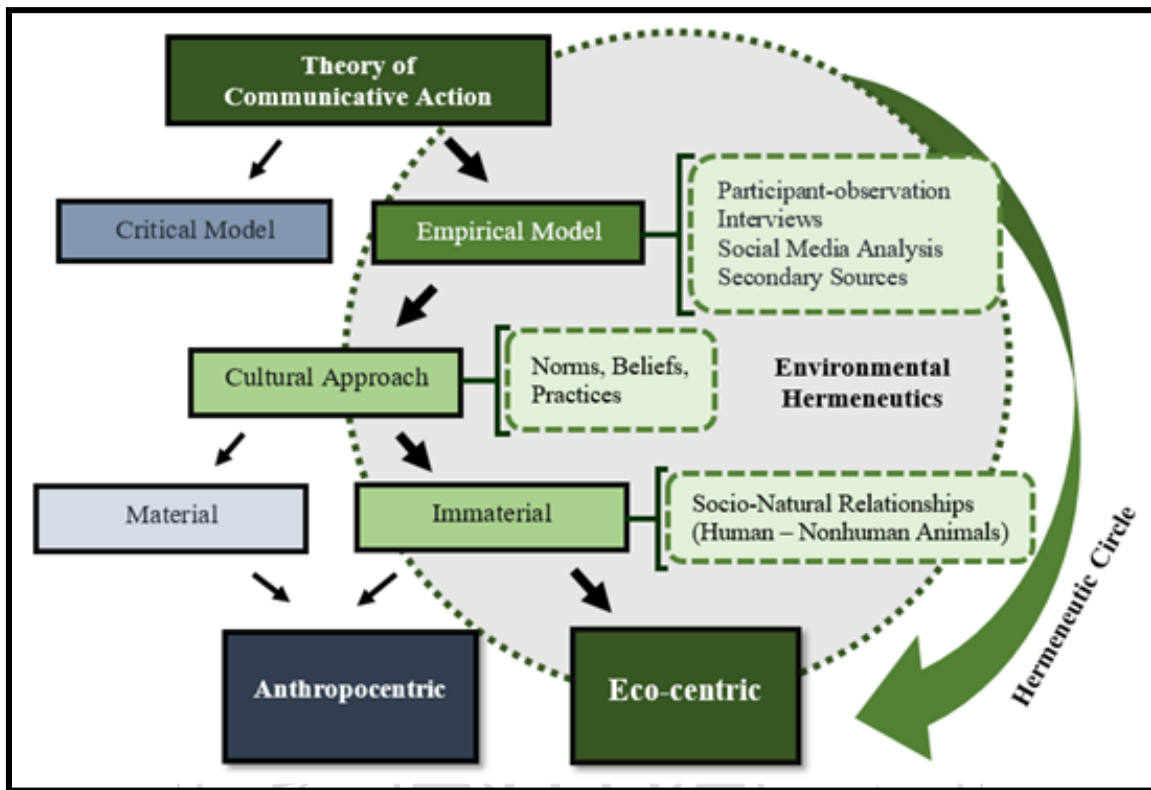 Theory of
Communicative Action
Critical Model
Empirical Model
Participant-observation
Interviews
Social Media Analysis
Secondary Sources
Cultural Approach
Norms, Beliefs,
Practices
Environmental
Hermeneutics
Material
Immaterial
Socio-Natural Relationships
(Human – Nonhuman Animals)
Hermeneutic Circle
Anthropocentric
Eco-centric